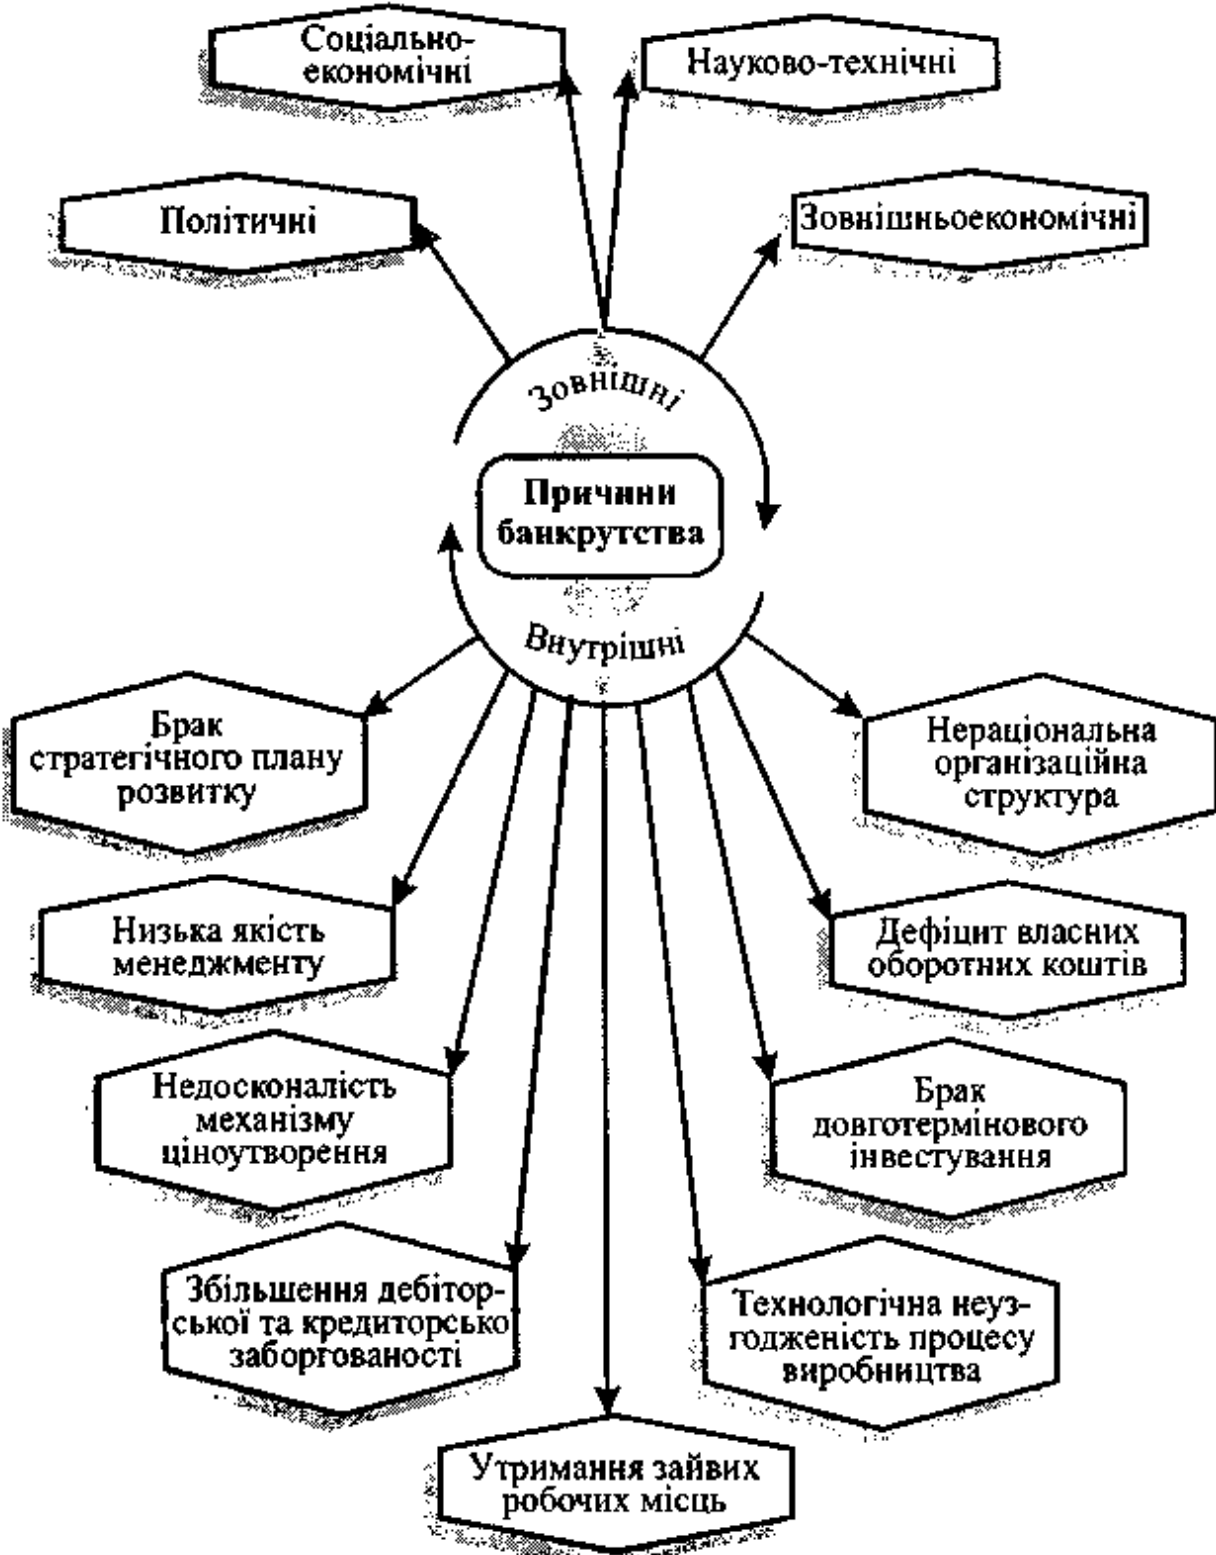 Соціально-
економічні
Науково-технічні
Політичні
Зовнішньоекономічні
Зовнішні
Причини
банкрутства
Внутрішні
Брак
стратегічного плану
розвитку
Нераціональна
організаційна
структура
Низька якість
менеджменту
Дефіцит власних
оборотних коштів
Недосконалість
механізму
ціноутворення
Брак
довготермінового
інвестування
Збільшення дебітор-
ської та кредиторсько
заборгованості
Технологічна неуз-
годженість процесу
виробництва
Утримання зайвих
робочих місць